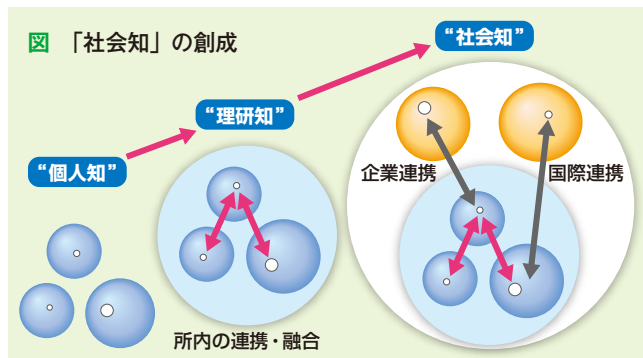 図 「社会知」の創成
“社会知”
“理研知”
“個人知”
企業連携
国際連携
所内の連携・融合